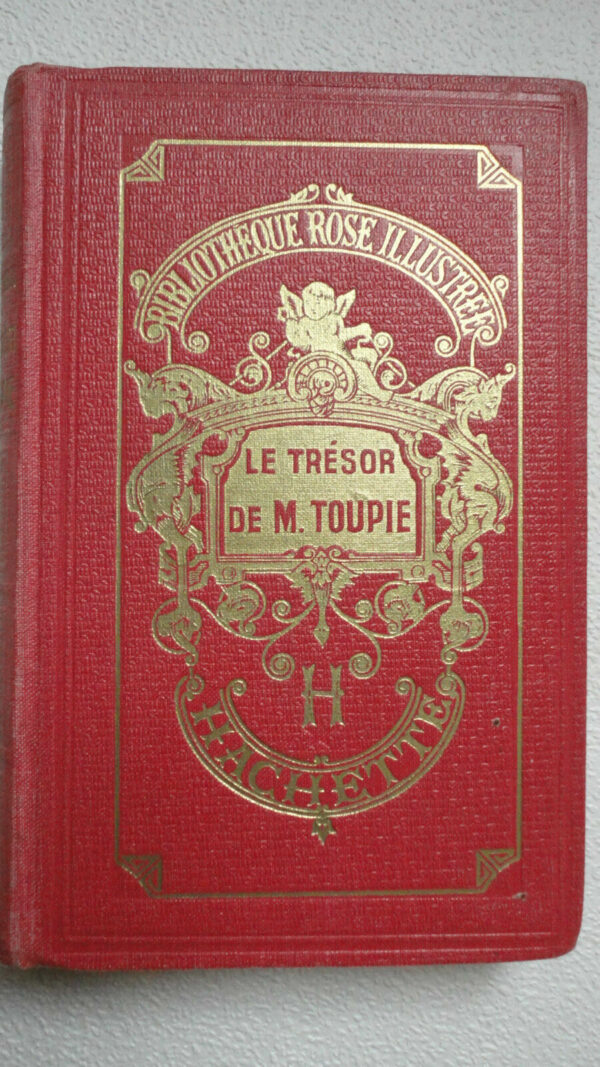 BIBLIOTHÈQUE ROSE ILLUSTRÉE
LE TRÉSOR
DE M. TOUPIE
H
HACHETTE